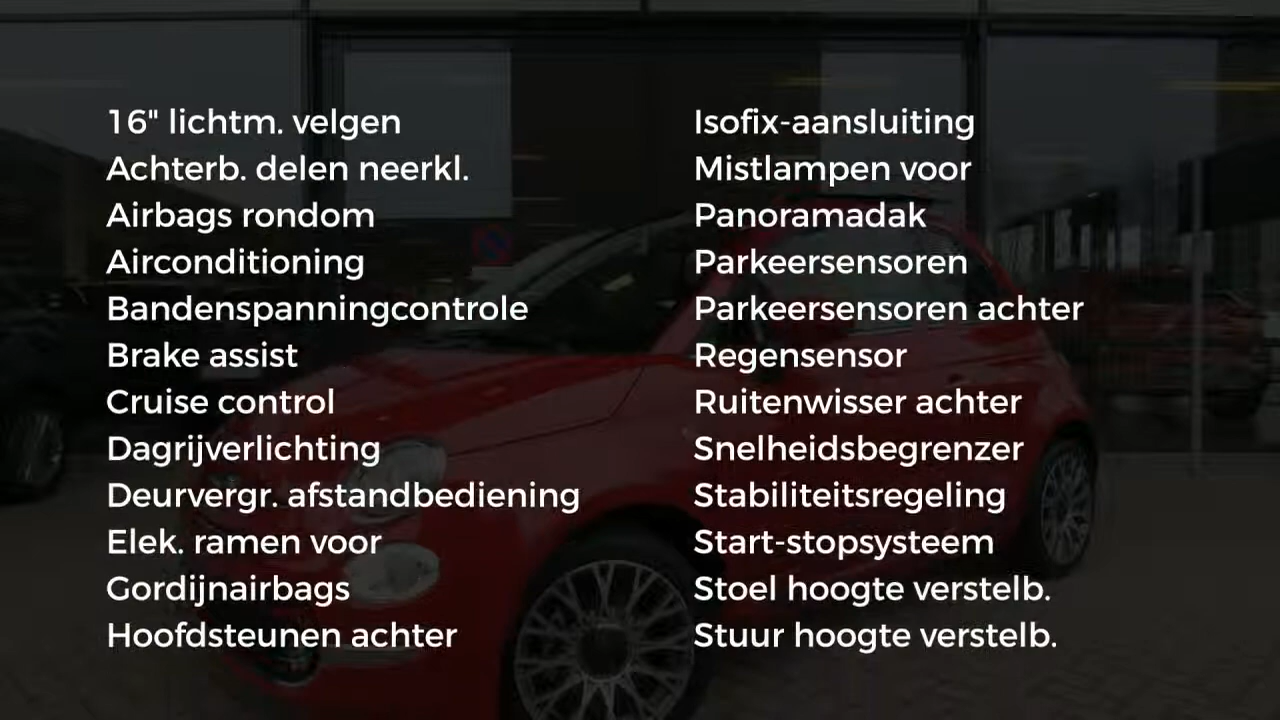 16" lichtm. velgen
Achterb. delen neerkl.
Airbags rondom
Airconditioning
Bandenspanningcontrole
Brake assist
Cruise control
Dagrijverlichting
Deurvergr. afstandbediening
Elek. ramen voor
Gordijnairbags
Hoofdsteunen achter
Isofix-aansluiting
Mistlampen voor
Panoramadak
Parkeersensoren
Parkeersensoren achter
Regensensor
Ruitenwisser achter
Snelheidsbegrenzer
Stabiliteitsregeling
Start-stopsysteem
Stoel hoogte verstelb.
Stuur hoogte verstelb.